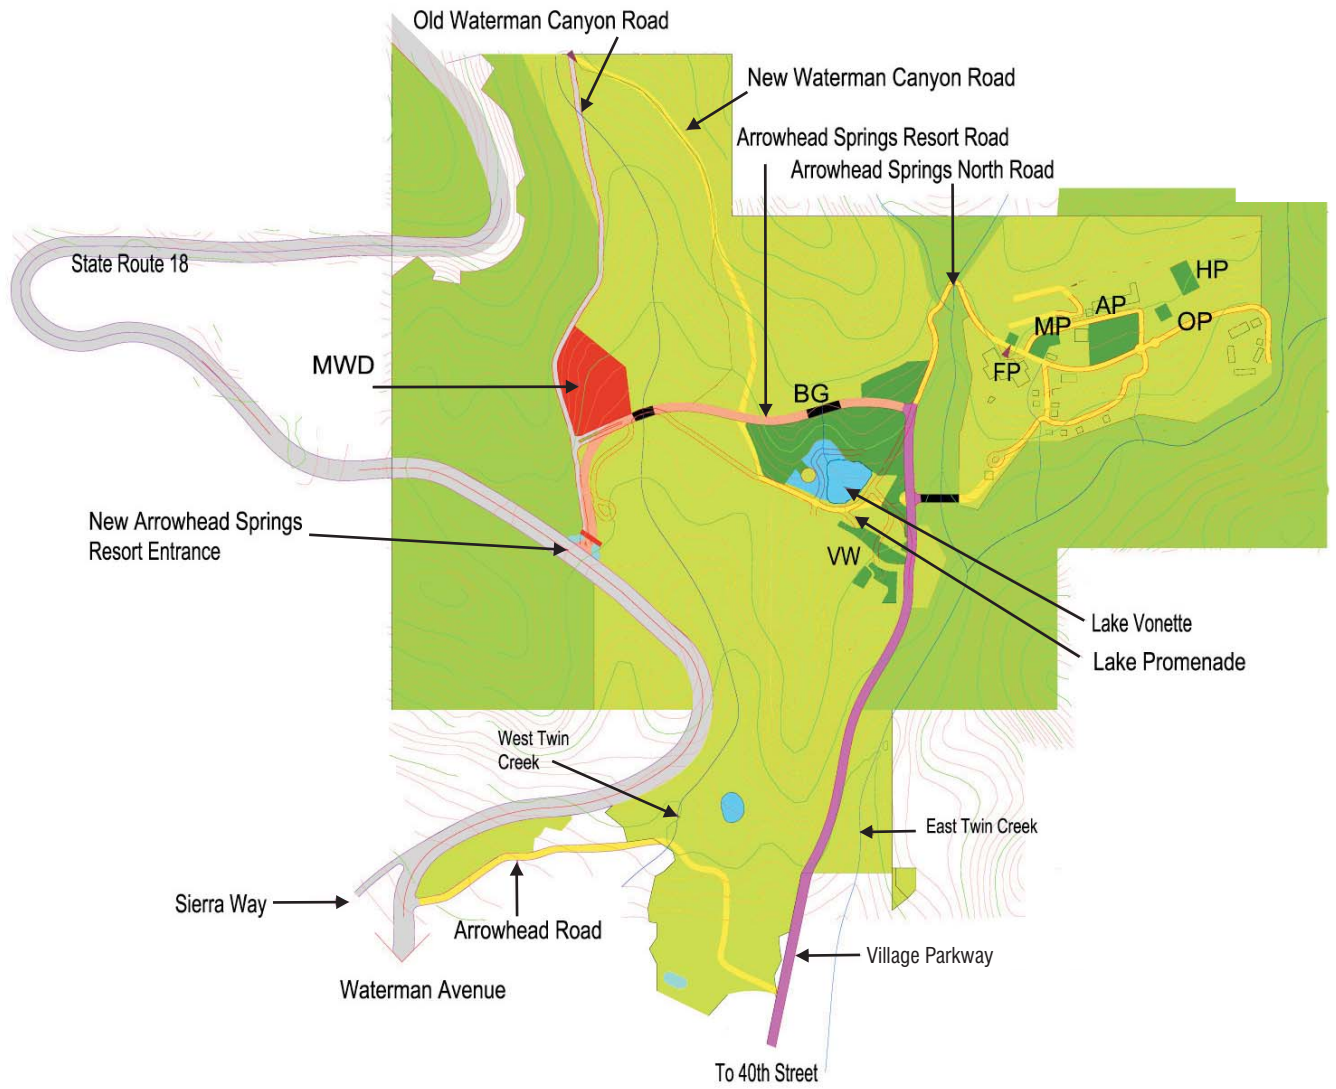 Old Waterman Canyon Road
New Waterman Canyon Road
Arrowhead Springs Resort Road
Arrowhead Springs North Road
State Route 18
HP
AP
OP
MP
FP
MWD
BG
New Arrowhead Springs
Resort Entrance
VW
Lake Vonette
Lake Promenade
West Twin
Creek
East Twin Creek
Sierra Way
Arrowhead Road
Village Parkway
Waterman Avenue
To 40th Street